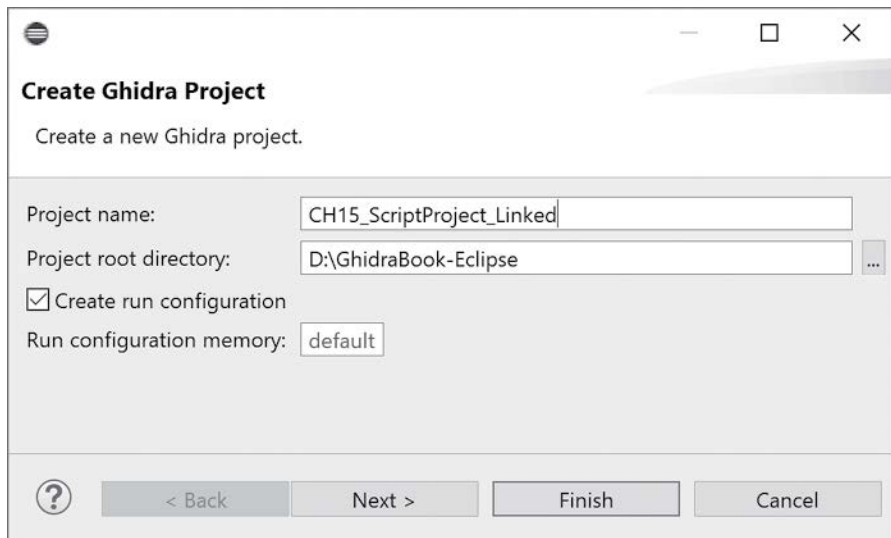 Create Ghidra Project
Create a new Ghidra project.
Project name: CH15_ScriptProject_Linked
Project root directory: D:\GhidraBook-Eclipse ...
Create run configuration
Run configuration memory: default
? < Back Next > Finish Cancel